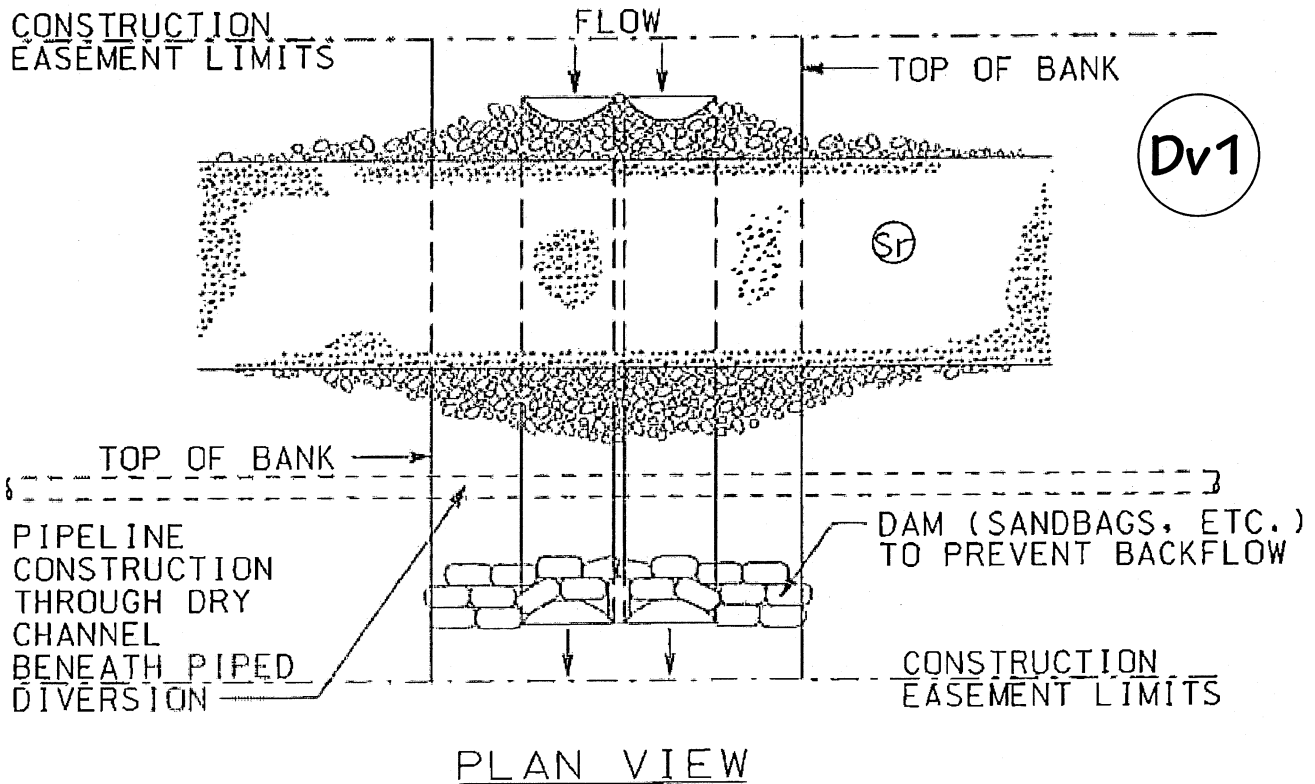 CONSTRUCTION
EASEMENT LIMITS
FLOW
TOP OF BANK
Dv1
Sr
TOP OF BANK
PIPELINE
CONSTRUCTION
THROUGH DRY
CHANNEL
BENEATH PIPED
DIVERSION
DAM (SANDBAGS, ETC.)
TO PREVENT BACKFLOW
CONSTRUCTION
EASEMENT LIMITS
PLAN VIEW